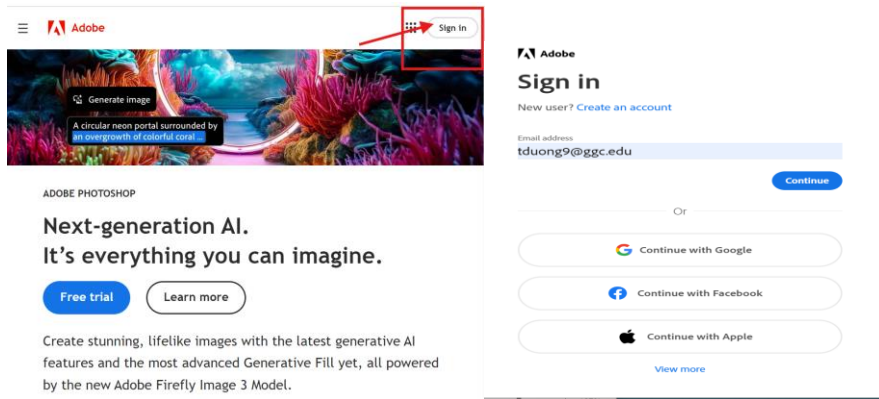 Adobe
Sign in
Generate image
A circular neon portal surrounded by
an overgrowth of colorful coral ...
ADOBE PHOTOSHOP
Next-generation AI.
It's everything you can imagine.
Free trial
Learn more
Create stunning, lifelike images with the latest generative AI
features and the most advanced Generative Fill yet, all powered
by the new Adobe Firefly Image 3 Model.
Adobe
Sign in
New user? Create an account
Email address
tduong9@ggc.edu
Continue
Or
Continue with Google
Continue with Facebook
Continue with Apple
View more